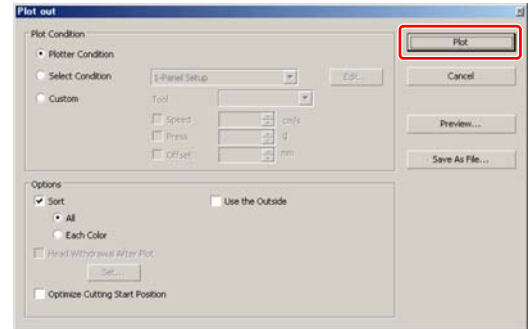 Plot out
Plot Condition
Plotter Condition
Select Condition
1-Panel Setup
Edit...
Custom
Tool
Speed
cm/s
Press
g
Offset
mm
Plot
Cancel
Preview...
Save As File...
Options
Sort
Use the Outside
All
Each Color
Head Withdrawal After Plot
Set...
Optimize Cutting Start Position